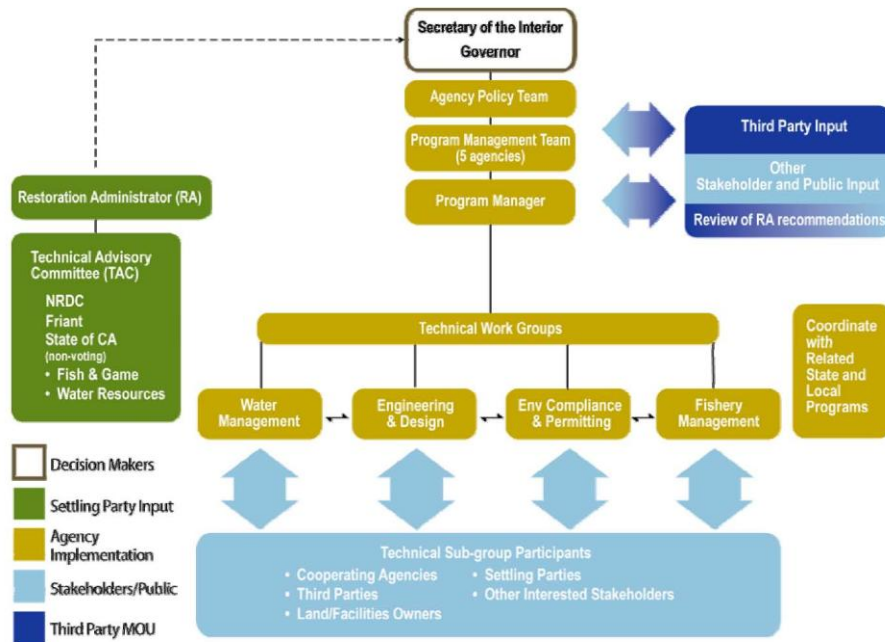 Secretary of the Interior
Governor
Agency Policy Team
Program Management Team
(5 agencies)
Program Manager
Third Party Input
Other
Stakeholder and Public Input
Review of RA recommendations
Restoration Administrator (RA)
Technical Advisory
Committee (TAC)
NRDC
Friant
State of CA
(non-voting)
• Fish & Game
• Water Resources
Technical Work Groups
Water
Management
Engineering
& Design
Env Compliance
& Permitting
Fishery
Management
Coordinate
with
Related
State and
Local
Programs
Technical Sub-group Participants
• Cooperating Agencies
• Third Parties
• Land/Facilities Owners
• Settling Parties
• Other Interested Stakeholders
Decision Makers
Settling Party Input
Agency
Implementation
Stakeholders/Public
Third Party MOU